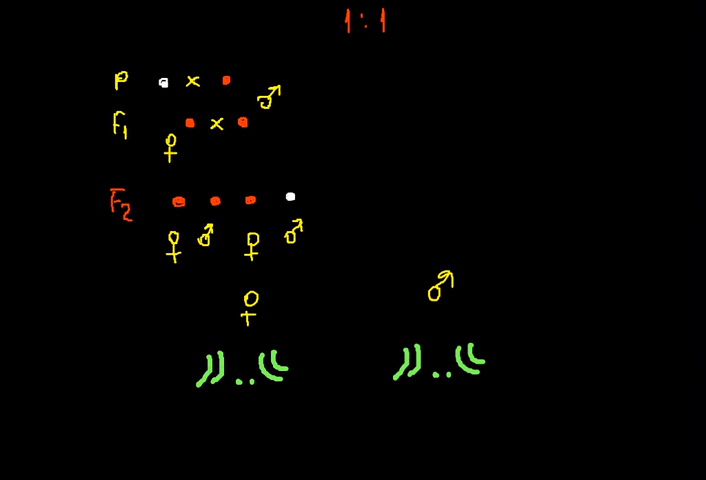 1:1
P x
♂
F₁ x
♀
F₂
♀ ♂ ♀ ♂
♀ ♂